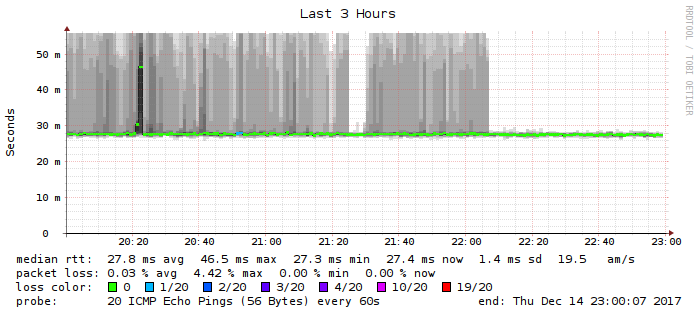 Last 3 Hours
RRDTOOL / TOBI OETIKER
Seconds
50 m
40 m
30 m
20 m
10 m
0
20:20 20:40 21:00 21:20 21:40 22:00 22:20 22:40 23:00
median rtt: 27.8 ms avg 46.5 ms max 27.3 ms min 27.4 ms now 1.4 ms sd 19.5 am/s
packet loss: 0.03 % avg 4.42 % max 0.00 % min 0.00 % now
loss color: 0 1/20 2/20 3/20 4/20 10/20 19/20
probe: 20 ICMP Echo Pings (56 Bytes) every 60s end: Thu Dec 14 23:00:07 2017